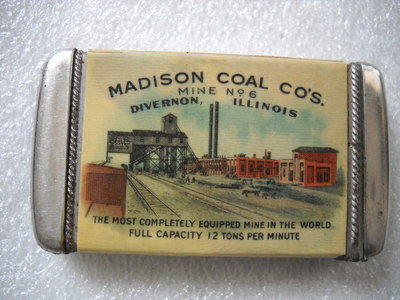 MADISON COAL CO'S.
MINE No 6
DIVERNON, ILLINOIS
THE MOST COMPLETELY EQUIPPED MINE IN THE WORLD
FULL CAPACITY 12 TONS PER MINUTE